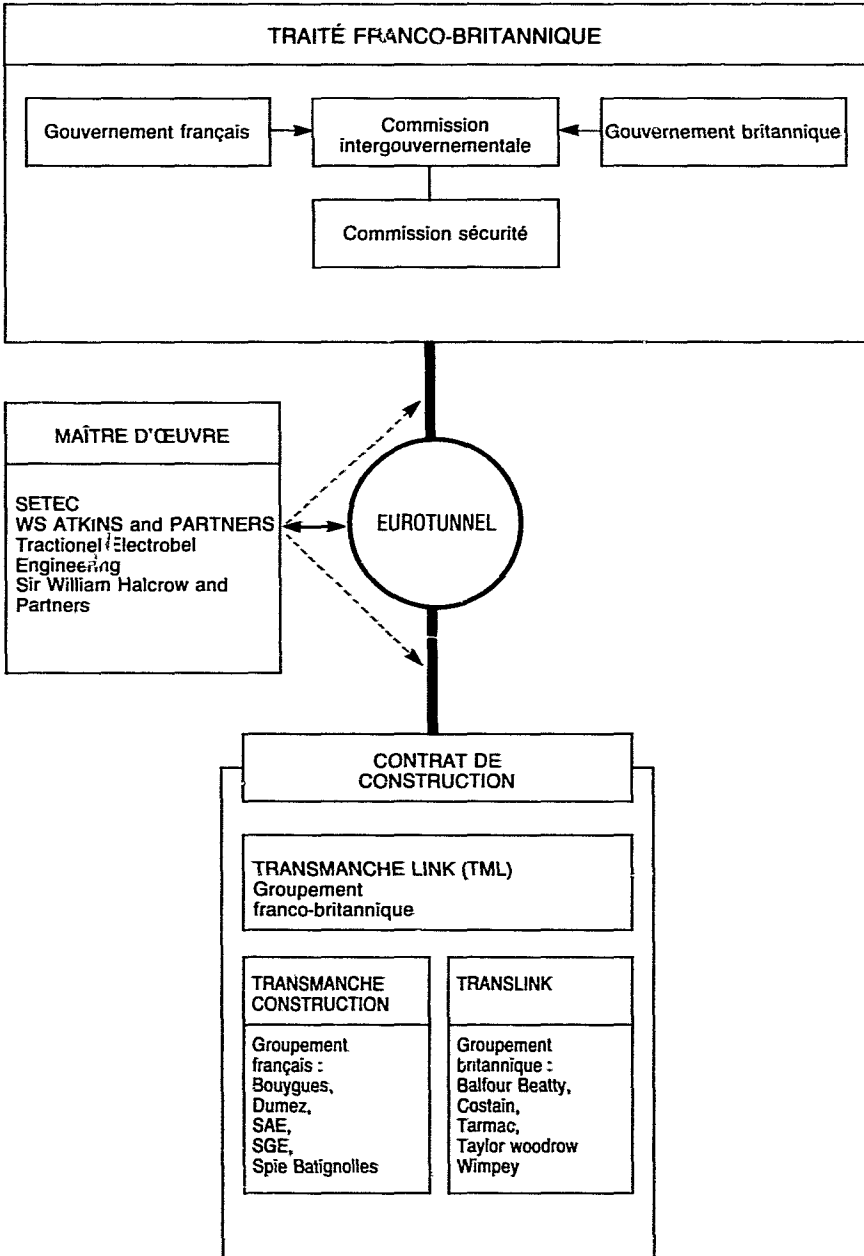 TRAITÉ FRANCO-BRITANNIQUE
Gouvernement français
Commission
intergouvernementale
Gouvernement britannique
Commission sécurité
MAÎTRE D'ŒUVRE
SETEC
WS ATKINS and PARTNERS
Tractionel Electrobel
Engineering
Sir William Halcrow and
Partners
EUROTUNNEL
CONTRAT DE
CONSTRUCTION
TRANSMANCHE LINK (TML)
Groupement
franco-britannique
TRANSMANCHE
CONSTRUCTION
Groupement
français :
Bouygues,
Dumez,
SAE,
SGE,
Spie Batignolles
TRANSLINK
Groupement
britannique :
Balfour Beatty,
Costain,
Tarmac,
Taylor woodrow
Wimpey